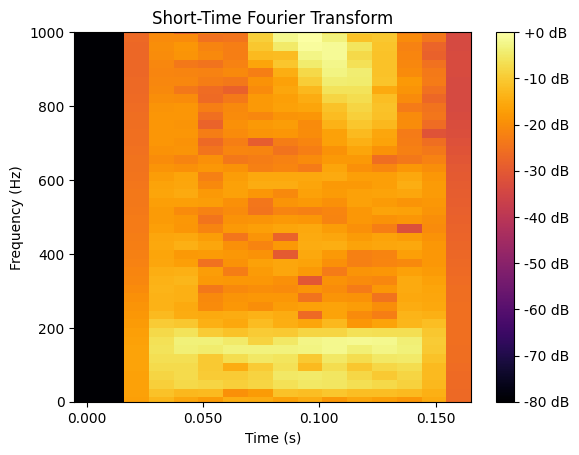 Short-Time Fourier Transform
Frequency (Hz)
1000
800
600
400
200
0
0.000
0.050
0.100
0.150
Time (s)
+0 dB
-10 dB
-20 dB
-30 dB
-40 dB
-50 dB
-60 dB
-70 dB
-80 dB